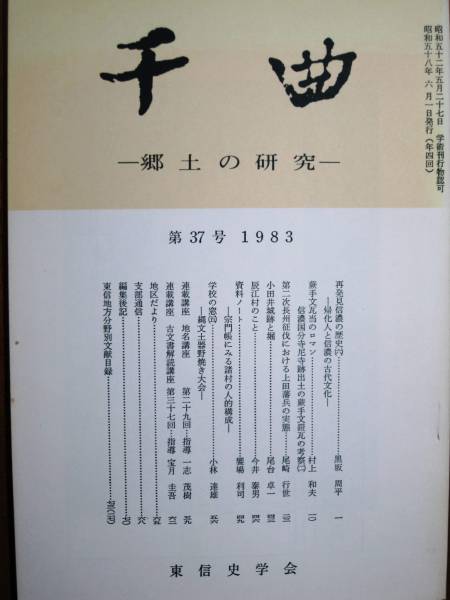 昭和五十二年五月二十七日　学術刊行物認可
昭和五十八年　六月一日発行（年四回）
千曲
―郷土の研究―
第37号 1983
再発見信濃の歴史(六)……黒坂 周平 一
―帰化人と信濃の古代文化―
蕨手文瓦当のロマン……村上 和夫 一〇
信濃国分寺尼寺跡出土の蕨手文鐙瓦の考察(二)
第二次長州征伐における上田藩兵の実態……尾崎 行世
小田井城跡と堀……尾台 卓一
辰江村のこと……今井 泰男
資料ノート……利司
―宗門帳にみる諸村の人的構成―
学校の窓……小林 達雄
―縄文土器野焼き大会―
連載講座　地名講座　第二十九回…指導 一志 茂樹
連載講座　古文書解読講座　第三十七回…指導 宝月 圭吾
地区だより
支部通信
編集後記
東信地方分野別文献目録
東信史学会